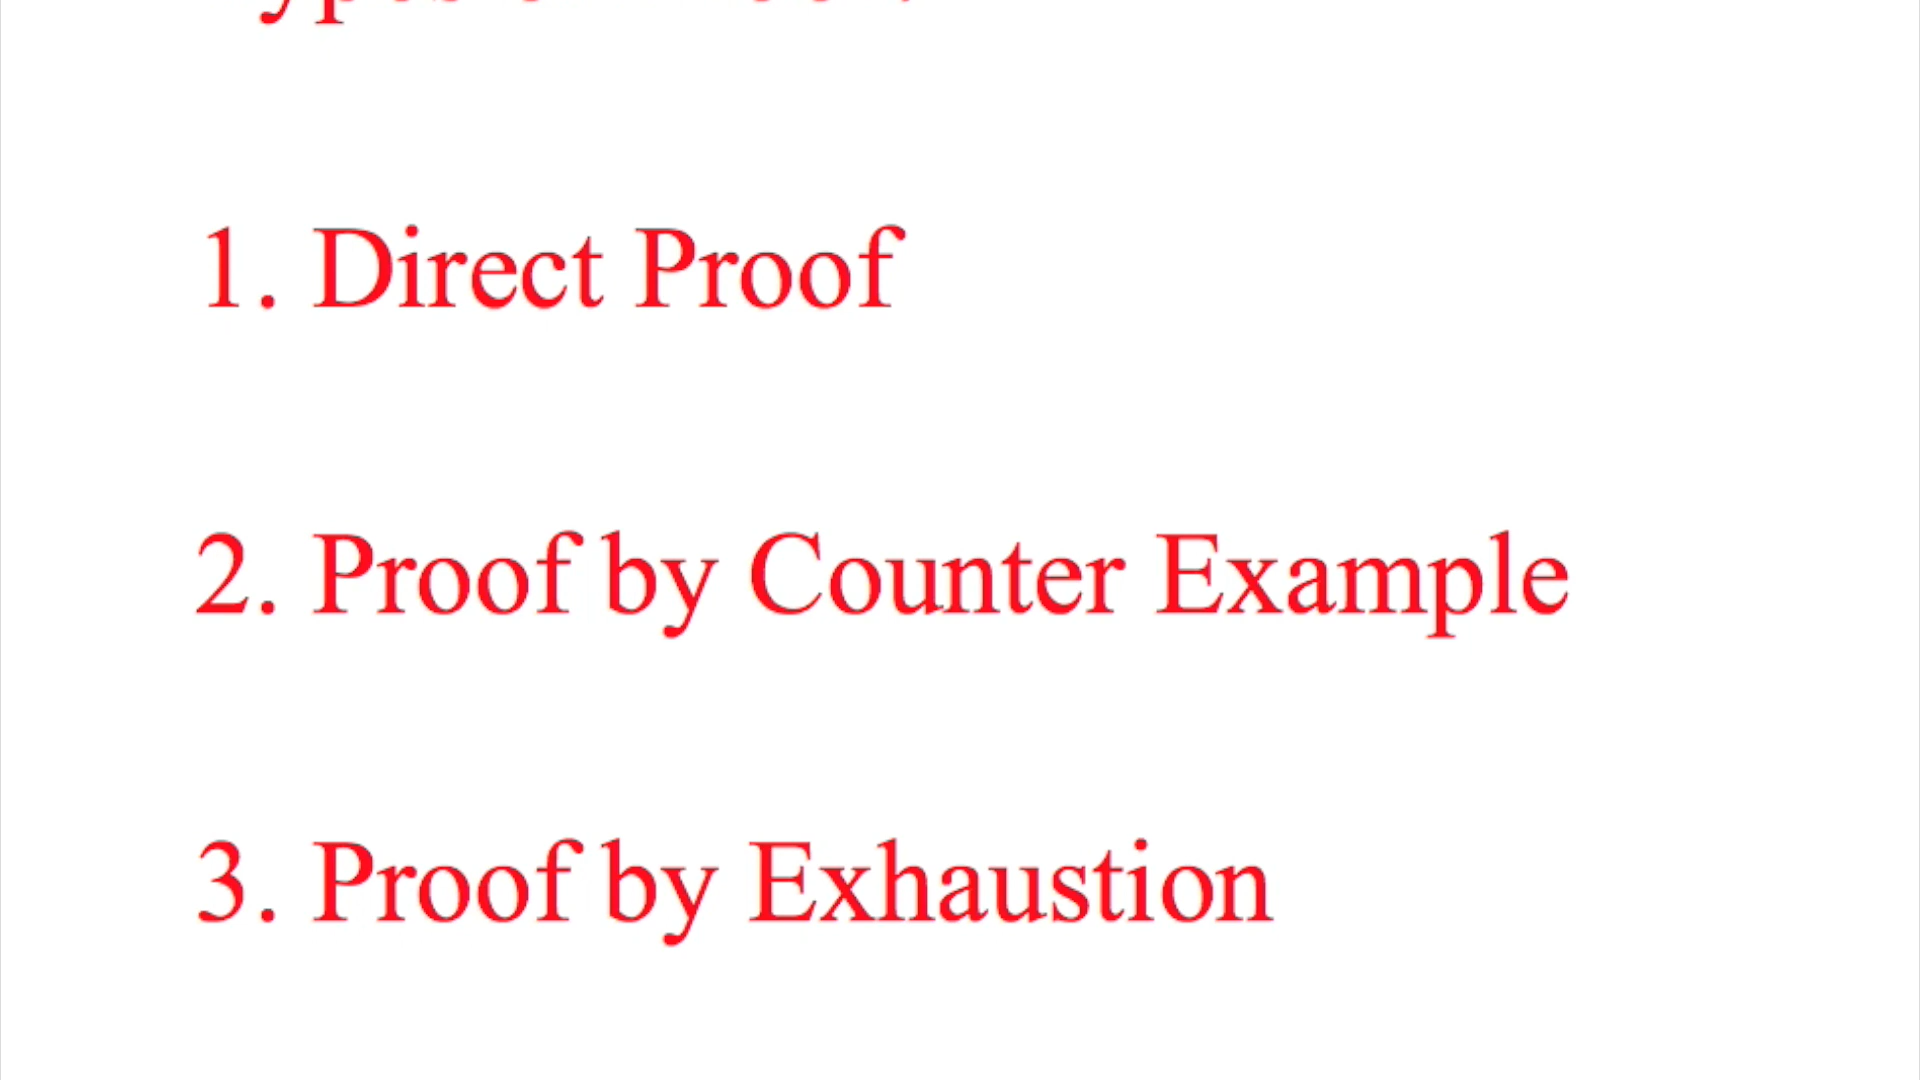 1. Direct Proof
2. Proof by Counter Example
3. Proof by Exhaustion